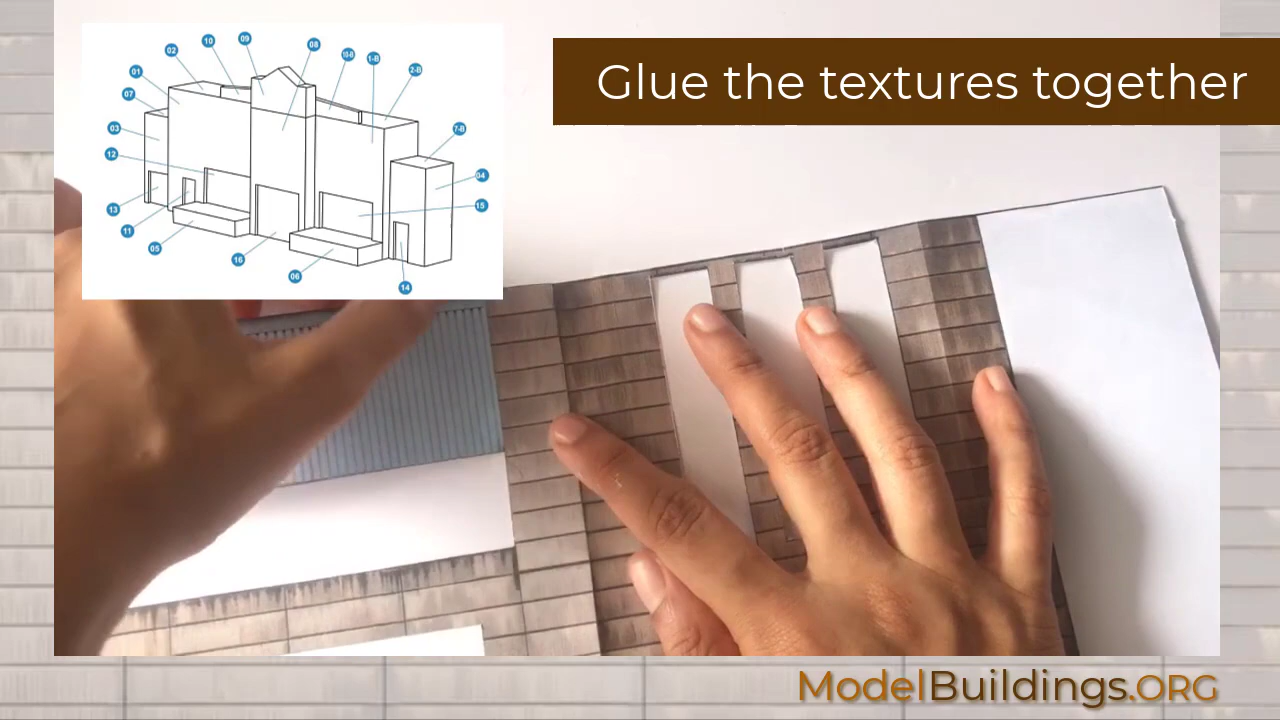 Glue the textures together
09
08
10
02
10-B
1-B
2-B
01
07
7-B
03
12
04
15
13
11
05
16
06
14
ModelBuildings.ORG